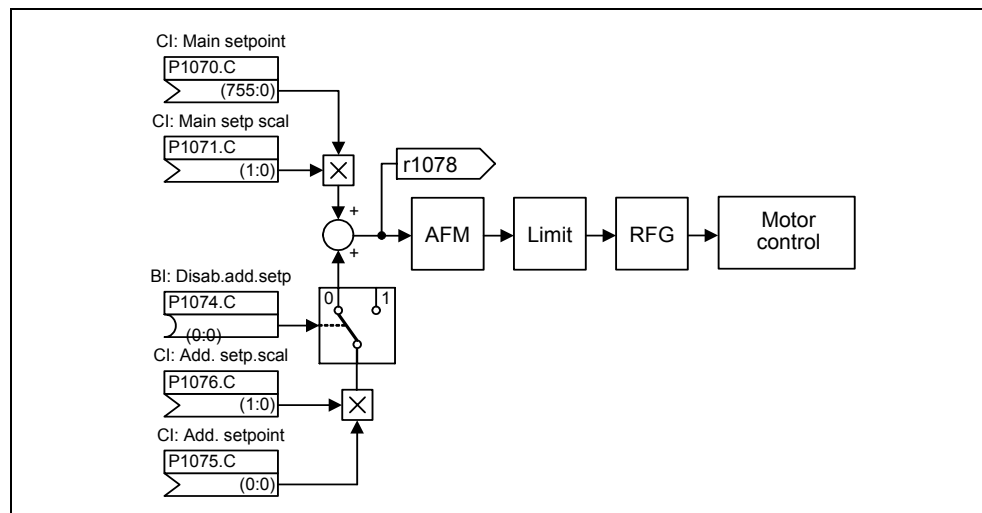 CI: Main setpoint
P1070.C
(755:0)
CI: Main setp scal
P1071.C
(1:0)
×
r1078
+
+
AFM
Limit
RFG
Motor
control
BI: Disab.add.setp
P1074.C
(0:0)
0
1
CI: Add. setp.scal
P1076.C
(1:0)
×
CI: Add. setpoint
P1075.C
(0:0)